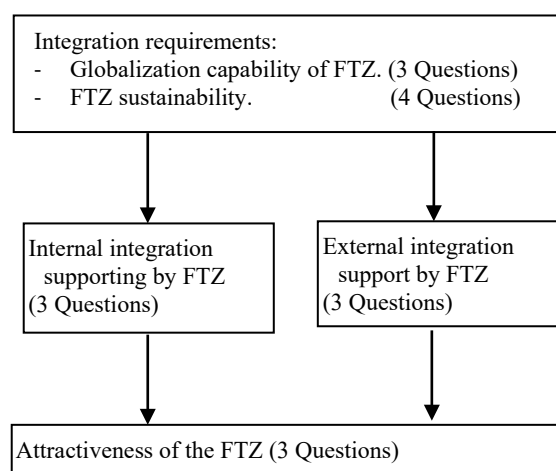 Integration requirements:
- Globalization capability of FTZ. (3 Questions)
- FTZ sustainability. (4 Questions)
Internal integration
supporting by FTZ
(3 Questions)
External integration
support by FTZ
(3 Questions)
Attractiveness of the FTZ (3 Questions)